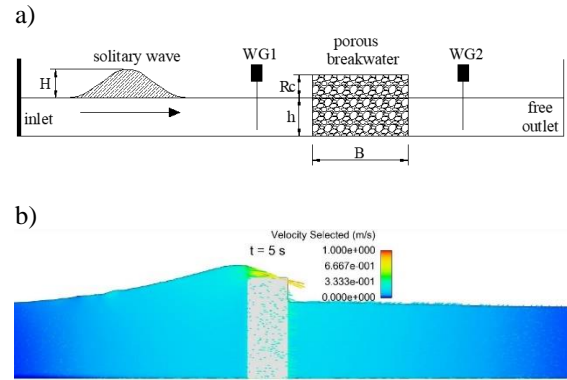 a)
solitary wave
WG1
porous
breakwater
WG2
H
Rc
h
inlet
free
outlet
B
b)
Velocity Selected (m/s)
t = 5 s
1.000e+000
6.667e-001
3.333e-001
0.000e+000